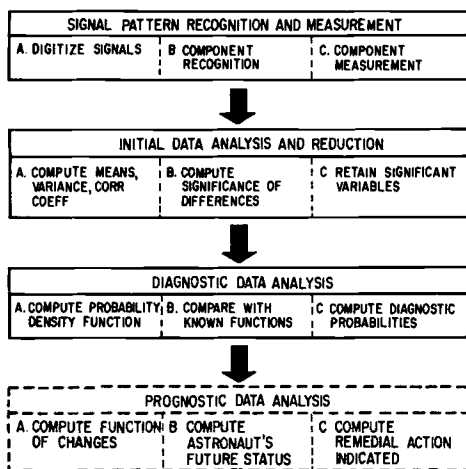 SIGNAL PATTERN RECOGNITION AND MEASUREMENT
A. DIGITIZE SIGNALS
B COMPONENT
RECOGNITION
C. COMPONENT
MEASUREMENT
INITIAL DATA ANALYSIS AND REDUCTION
A. COMPUTE MEANS,
VARIANCE, CORR
COEFF
B. COMPUTE
SIGNIFICANCE OF
DIFFERENCES
C RETAIN SIGNIFICANT
VARIABLES
DIAGNOSTIC DATA ANALYSIS
A. COMPUTE PROBABILITY
DENSITY FUNCTION
B. COMPARE WITH
KNOWN FUNCTIONS
C COMPUTE DIAGNOSTIC
PROBABILITIES
PROGNOSTIC DATA ANALYSIS
A. COMPUTE FUNCTION
OF CHANGES
B COMPUTE
ASTRONAUT'S
FUTURE STATUS
C COMPUTE
REMEDIAL ACTION
INDICATED